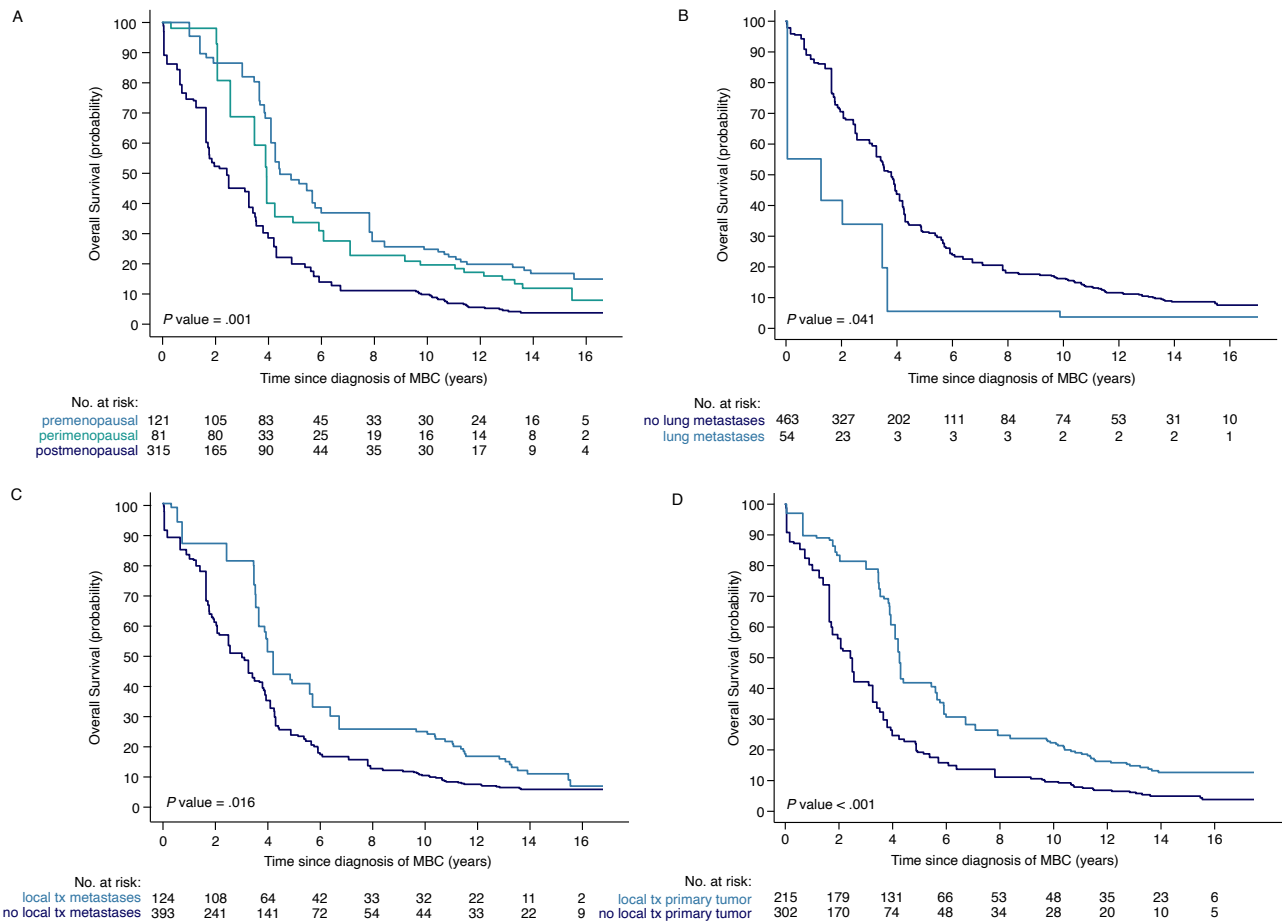 A
Overall Survival (probability)
100
90
80
70
60
50
40
30
20
10
0
P value = .001
0 2 4 6 8 10 12 14 16
Time since diagnosis of MBC (years)
No. at risk:
premenopausal 121 105 83 45 33 30 24 16 5
perimenopausal 81 80 33 25 19 16 14 8 2
postmenopausal 315 165 90 44 35 30 17 9 4
B
Overall Survival (probability)
100
90
80
70
60
50
40
30
20
10
0
P value = .041
0 2 4 6 8 10 12 14 16
Time since diagnosis of MBC (years)
No. at risk:
no lung metastases 463 327 202 111 84 74 53 31 10
lung metastases 54 23 3 3 3 2 2 2 1
C
Overall Survival (probability)
100
90
80
70
60
50
40
30
20
10
0
P value = .016
0 2 4 6 8 10 12 14 16
Time since diagnosis of MBC (years)
No. at risk:
local tx metastases 124 108 64 42 33 32 22 11 2
no local tx metastases 393 241 141 72 54 44 33 22 9
D
Overall Survival (probability)
100
90
80
70
60
50
40
30
20
10
0
P value < .001
0 2 4 6 8 10 12 14 16
Time since diagnosis of MBC (years)
No. at risk:
local tx primary tumor 215 179 131 66 53 48 35 23 6
no local tx primary tumor 302 170 74 48 34 28 20 10 5